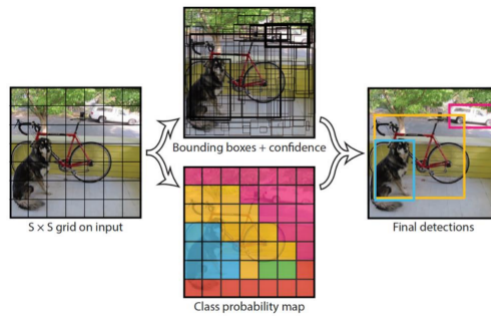 Bounding boxes + confidence
S × S grid on input
Final detections
Class probability map